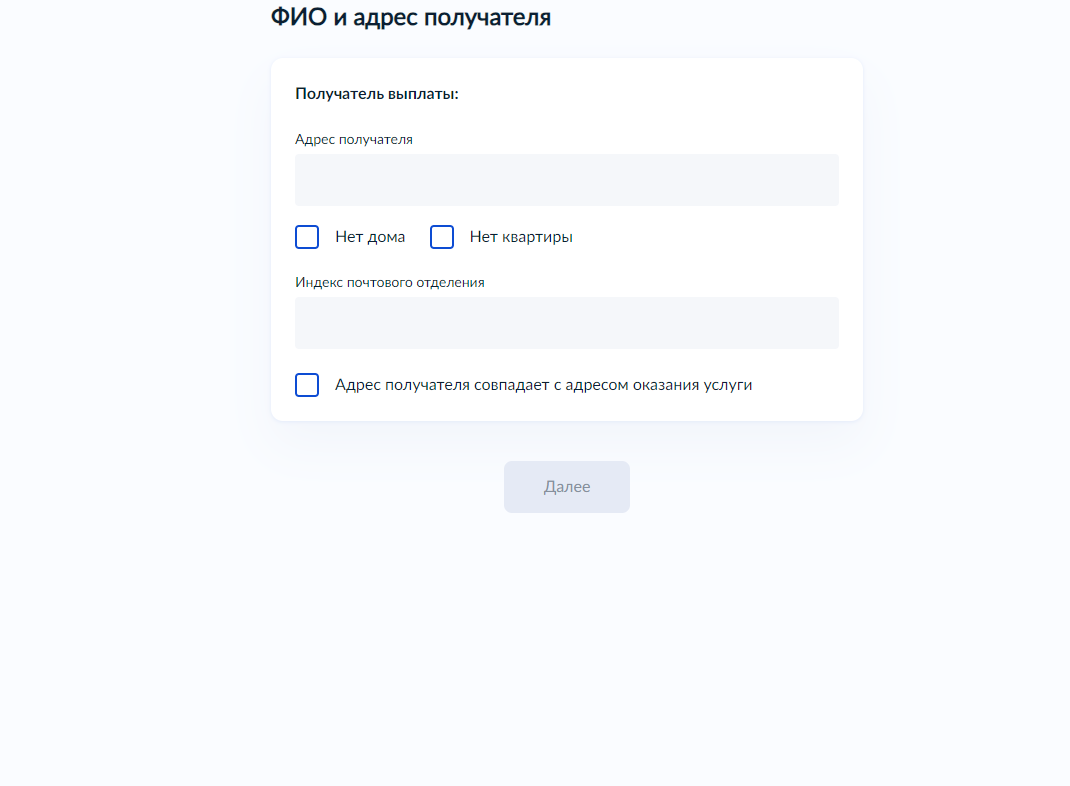 ФИО и адрес получателя
Получатель выплаты:
Адрес получателя
Нет дома Нет квартиры
Индекс почтового отделения
Адрес получателя совпадает с адресом оказания услуги
Далее